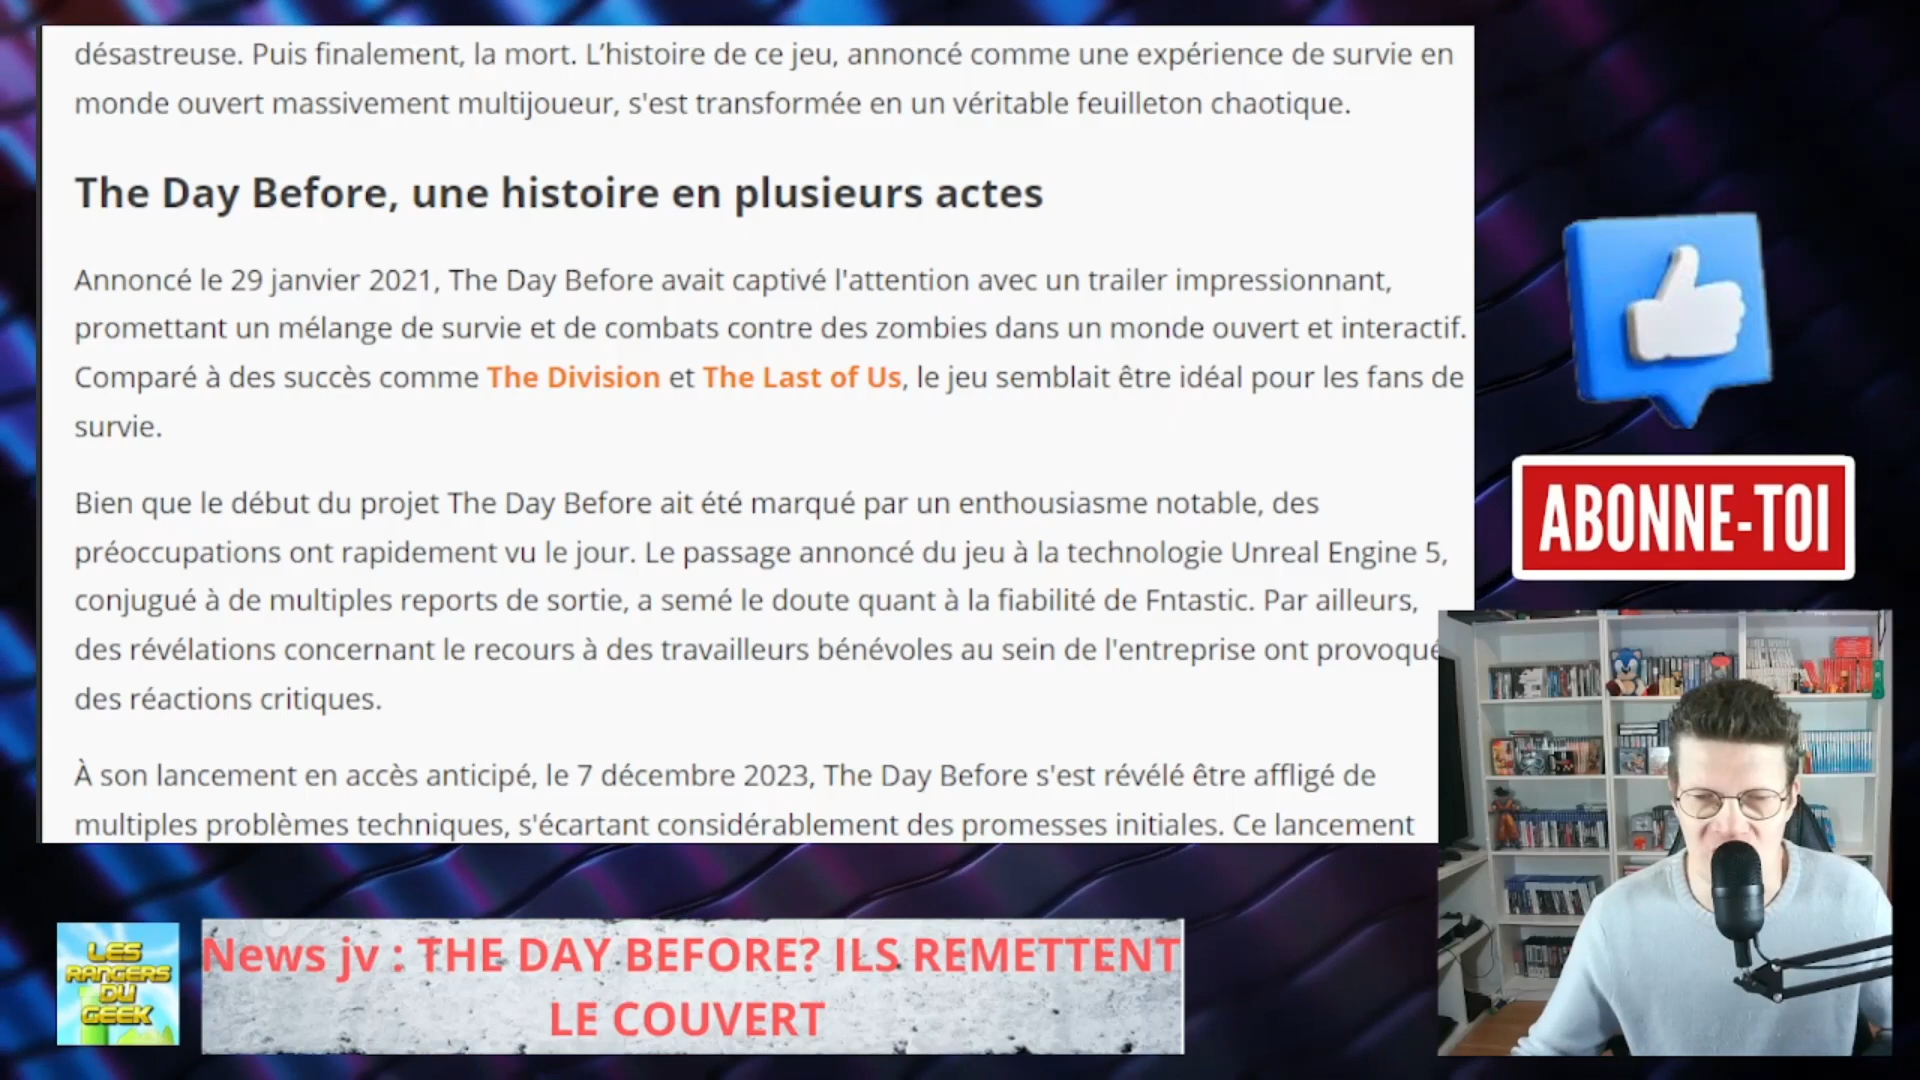 désastreuse. Puis finalement, la mort. L’histoire de ce jeu, annoncé comme une expérience de survie en
monde ouvert massivement multijoueur, s'est transformée en un véritable feuilleton chaotique.
The Day Before, une histoire en plusieurs actes
Annoncé le 29 janvier 2021, The Day Before avait captivé l'attention avec un trailer impressionnant,
promettant un mélange de survie et de combats contre des zombies dans un monde ouvert et interactif.
Comparé à des succès comme The Division et The Last of Us, le jeu semblait être idéal pour les fans de
survie.
Bien que le début du projet The Day Before ait été marqué par un enthousiasme notable, des
préoccupations ont rapidement vu le jour. Le passage annoncé du jeu à la technologie Unreal Engine 5,
conjugué à de multiples reports de sortie, a semé le doute quant à la fiabilité de Fntastic. Par ailleurs,
des révélations concernant le recours à des travailleurs bénévoles au sein de l'entreprise ont provoqué
des réactions critiques.
À son lancement en accès anticipé, le 7 décembre 2023, The Day Before s'est révélé être affligé de
multiples problèmes techniques, s'écartant considérablement des promesses initiales. Ce lancement
ABONNE-TOI
LES
RANGERS
DU
GEEK
News jv : THE DAY BEFORE? ILS REMETTENT
LE COUVERT